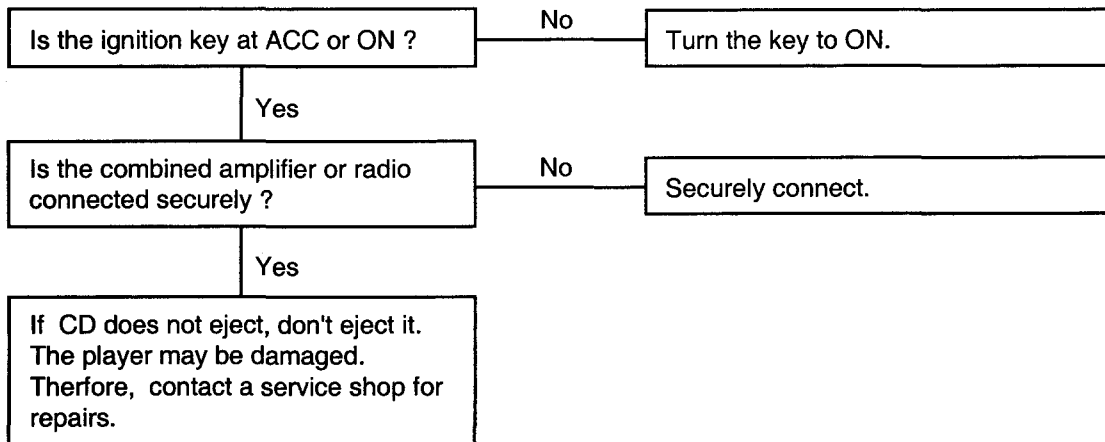 Is the ignition key at ACC or ON ?
No
Turn the key to ON.
Yes
Is the combined amplifier or radio
connected securely ?
No
Securely connect.
Yes
If CD does not eject, don't eject it.
The player may be damaged.
Therfore, contact a service shop for
repairs.